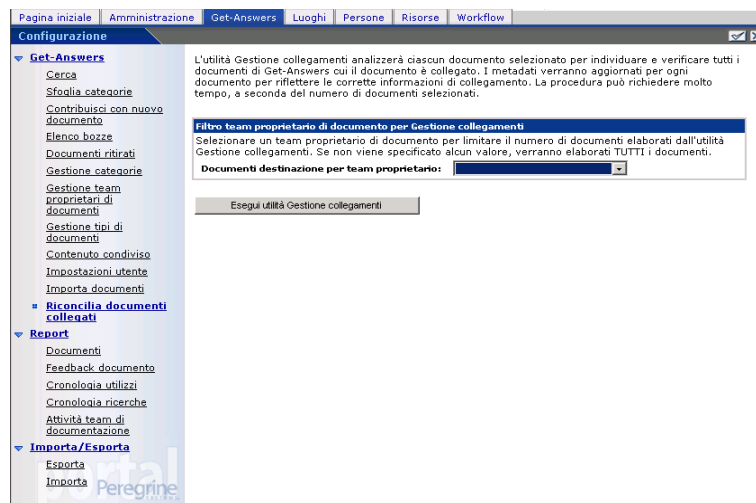 Pagina iniziale Amministrazione Get-Answers Luoghi Persone Risorse Workflow
Configurazione
Get-Answers
Cerca
Sfoglia categorie
Contribuisci con nuovo
documento
Elenco bozze
Documenti ritirati
Gestione categorie
Gestione team
proprietari di
documenti
Gestione tipi di
documenti
Contenuto condiviso
Impostazioni utente
Importa documenti
Riconcilia documenti
collegati
Report
Documenti
Feedback documento
Cronologia utilizzi
Cronologia ricerche
Attività team di
documentazione
Importa/Esporta
Esporta
Importa
portal
Peregrine
L'utilità Gestione collegamenti analizzerà ciascun documento selezionato per individuare e verificare tutti i
documenti di Get-Answers cui il documento è collegato. I metadati verranno aggiornati per ogni
documento per riflettere le corrette informazioni di collegamento. La procedura può richiedere molto
tempo, a seconda del numero di documenti selezionati.
Filtro team proprietario di documento per Gestione collegamenti
Selezionare un team proprietario di documento per limitare il numero di documenti elaborati dall'utilità
Gestione collegamenti. Se non viene specificato alcun valore, verranno elaborati TUTTI i documenti.
Documenti destinazione per team proprietario:
Esegui utilità Gestione collegamenti